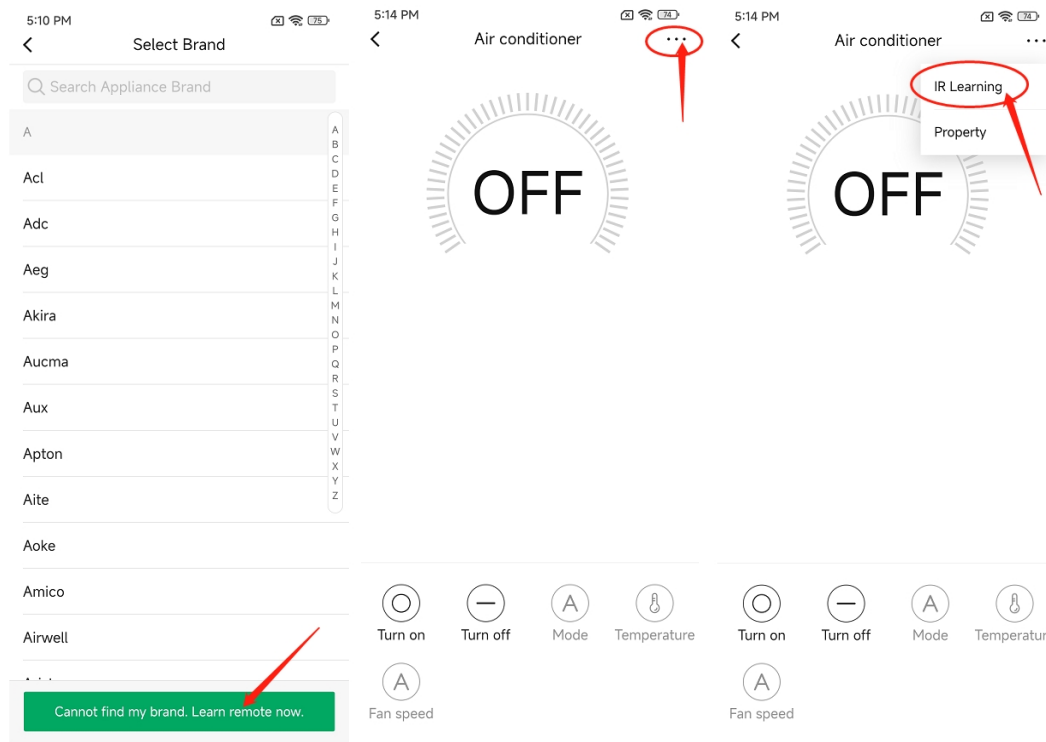 5:10 PM
75
Select Brand
Search Appliance Brand
A
Acl
Adc
Aeg
Akira
Aucma
Aux
Apton
Aite
Aoke
Amico
Airwell
A
B
C
D
E
F
G
H
I
J
K
L
M
N
O
P
Q
R
S
T
U
V
W
X
Y
Z
Cannot find my brand. Learn remote now.
5:14 PM
74
Air conditioner
...
OFF
Turn on
Turn off
A
Mode
Temperature
A
Fan speed
5:14 PM
74
Air conditioner
...
IR Learning
Property
OFF
Turn on
Turn off
A
Mode
Temperatur
A
Fan speed